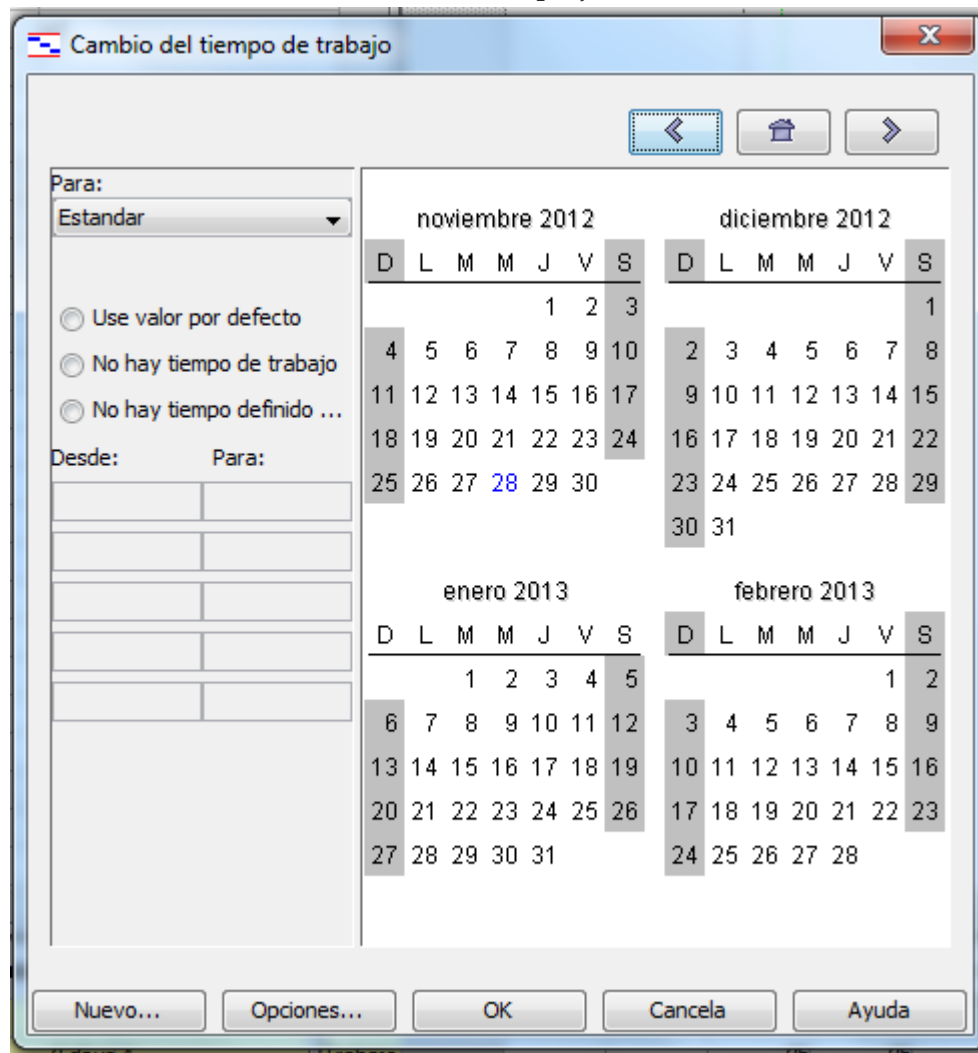 Cambio del tiempo de trabajo
Para:
Estandar
Use valor por defecto
No hay tiempo de trabajo
No hay tiempo definido ...
Desde: Para:
noviembre 2012
D L M M J V S
1 2 3
4 5 6 7 8 9 10
11 12 13 14 15 16 17
18 19 20 21 22 23 24
25 26 27 28 29 30
diciembre 2012
D L M M J V S
1
2 3 4 5 6 7 8
9 10 11 12 13 14 15
16 17 18 19 20 21 22
23 24 25 26 27 28 29
30 31
enero 2013
D L M M J V S
1 2 3 4 5
6 7 8 9 10 11 12
13 14 15 16 17 18 19
20 21 22 23 24 25 26
27 28 29 30 31
febrero 2013
D L M M J V S
1 2
3 4 5 6 7 8 9
10 11 12 13 14 15 16
17 18 19 20 21 22 23
24 25 26 27 28
Nuevo... Opciones... OK Cancela Ayuda